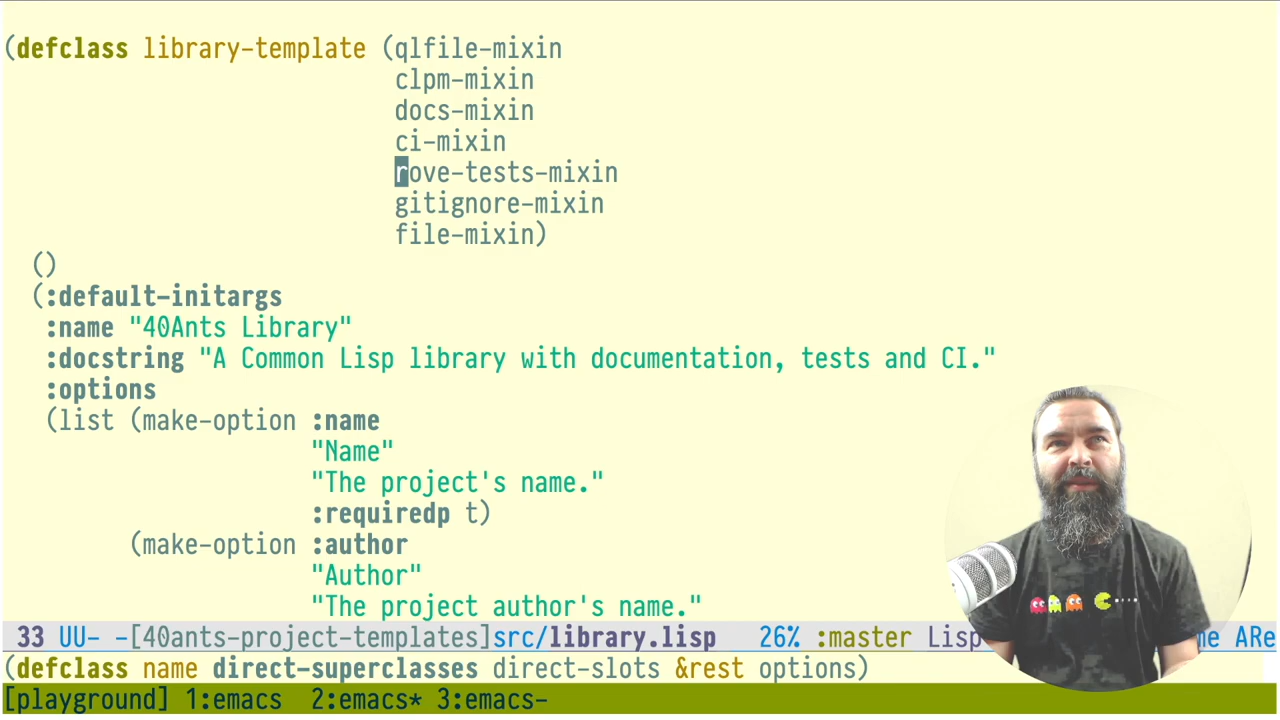 (defclass library-template (qlfile-mixin
clpm-mixin
docs-mixin
ci-mixin
rove-tests-mixin
gitignore-mixin
file-mixin)
()
(:default-initargs
:name "40Ants Library"
:docstring "A Common Lisp library with documentation, tests and CI."
:options
(list (make-option :name
"Name"
"The project's name."
:requiredp t)
(make-option :author
"Author"
"The project author's name."
33 UU- -[40ants-project-templates]src/library.lisp 26% :master Lisp ARe
(defclass name direct-superclasses direct-slots &rest options)
[playground] 1:emacs 2:emacs* 3:emacs-